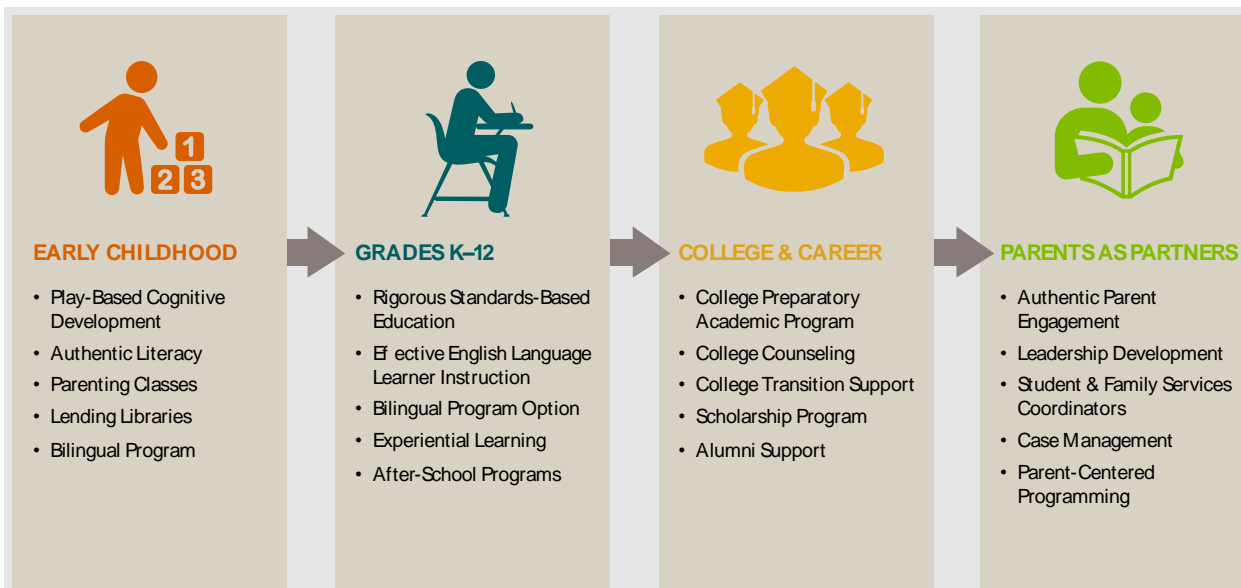 1
2 3
EARLY CHILDHOOD
• Play-Based Cognitive
Development
• Authentic Literacy
• Parenting Classes
• Lending Libraries
• Bilingual Program
GRADES K–12
• Rigorous Standards-Based
Education
• Ef ective English Language
Learner Instruction
• Bilingual Program Option
• Experiential Learning
• After-School Programs
COLLEGE & CAREER
• College Preparatory
Academic Program
• College Counseling
• College Transition Support
• Scholarship Program
• Alumni Support
PARENTS AS PARTNERS
• Authentic Parent
Engagement
• Leadership Development
• Student & Family Services
Coordinators
• Case Management
• Parent-Centered
Programming